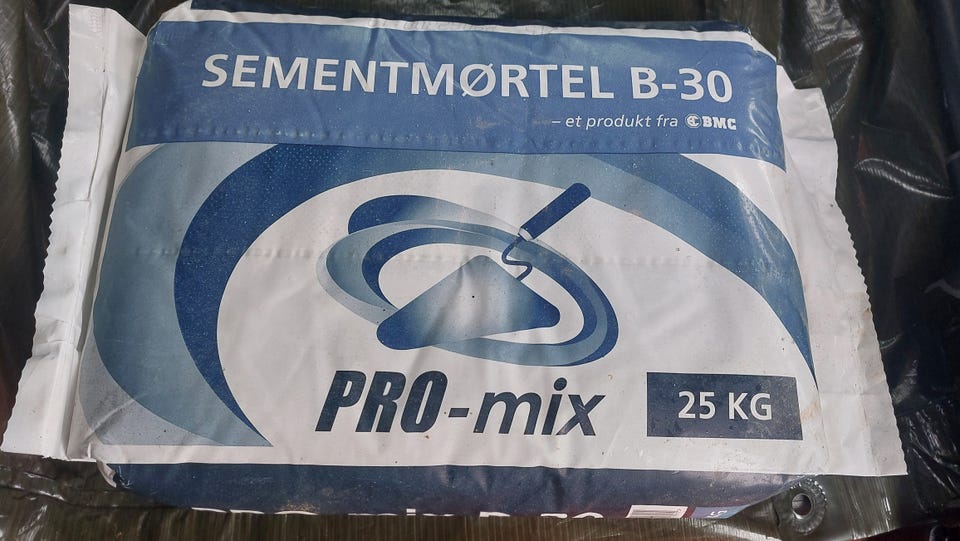 SEMENTMØRTEL B-30
– et produkt fra BMC
PRO-mix
25 KG